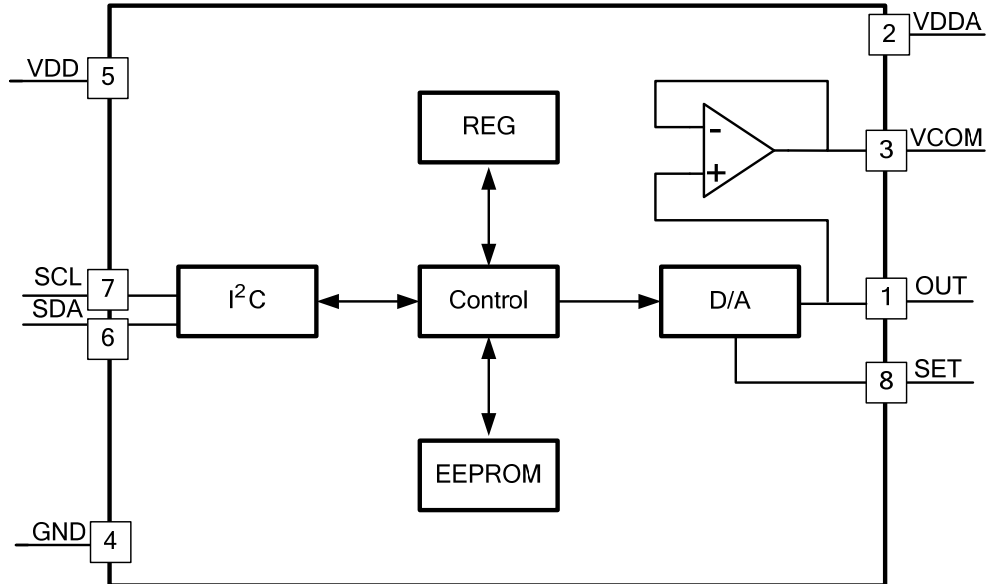 2 VDDA
VDD 5
REG
-
+
3 VCOM
SCL 7
SDA 6
I²C
Control
D/A
1 OUT
8 SET
EEPROM
GND 4